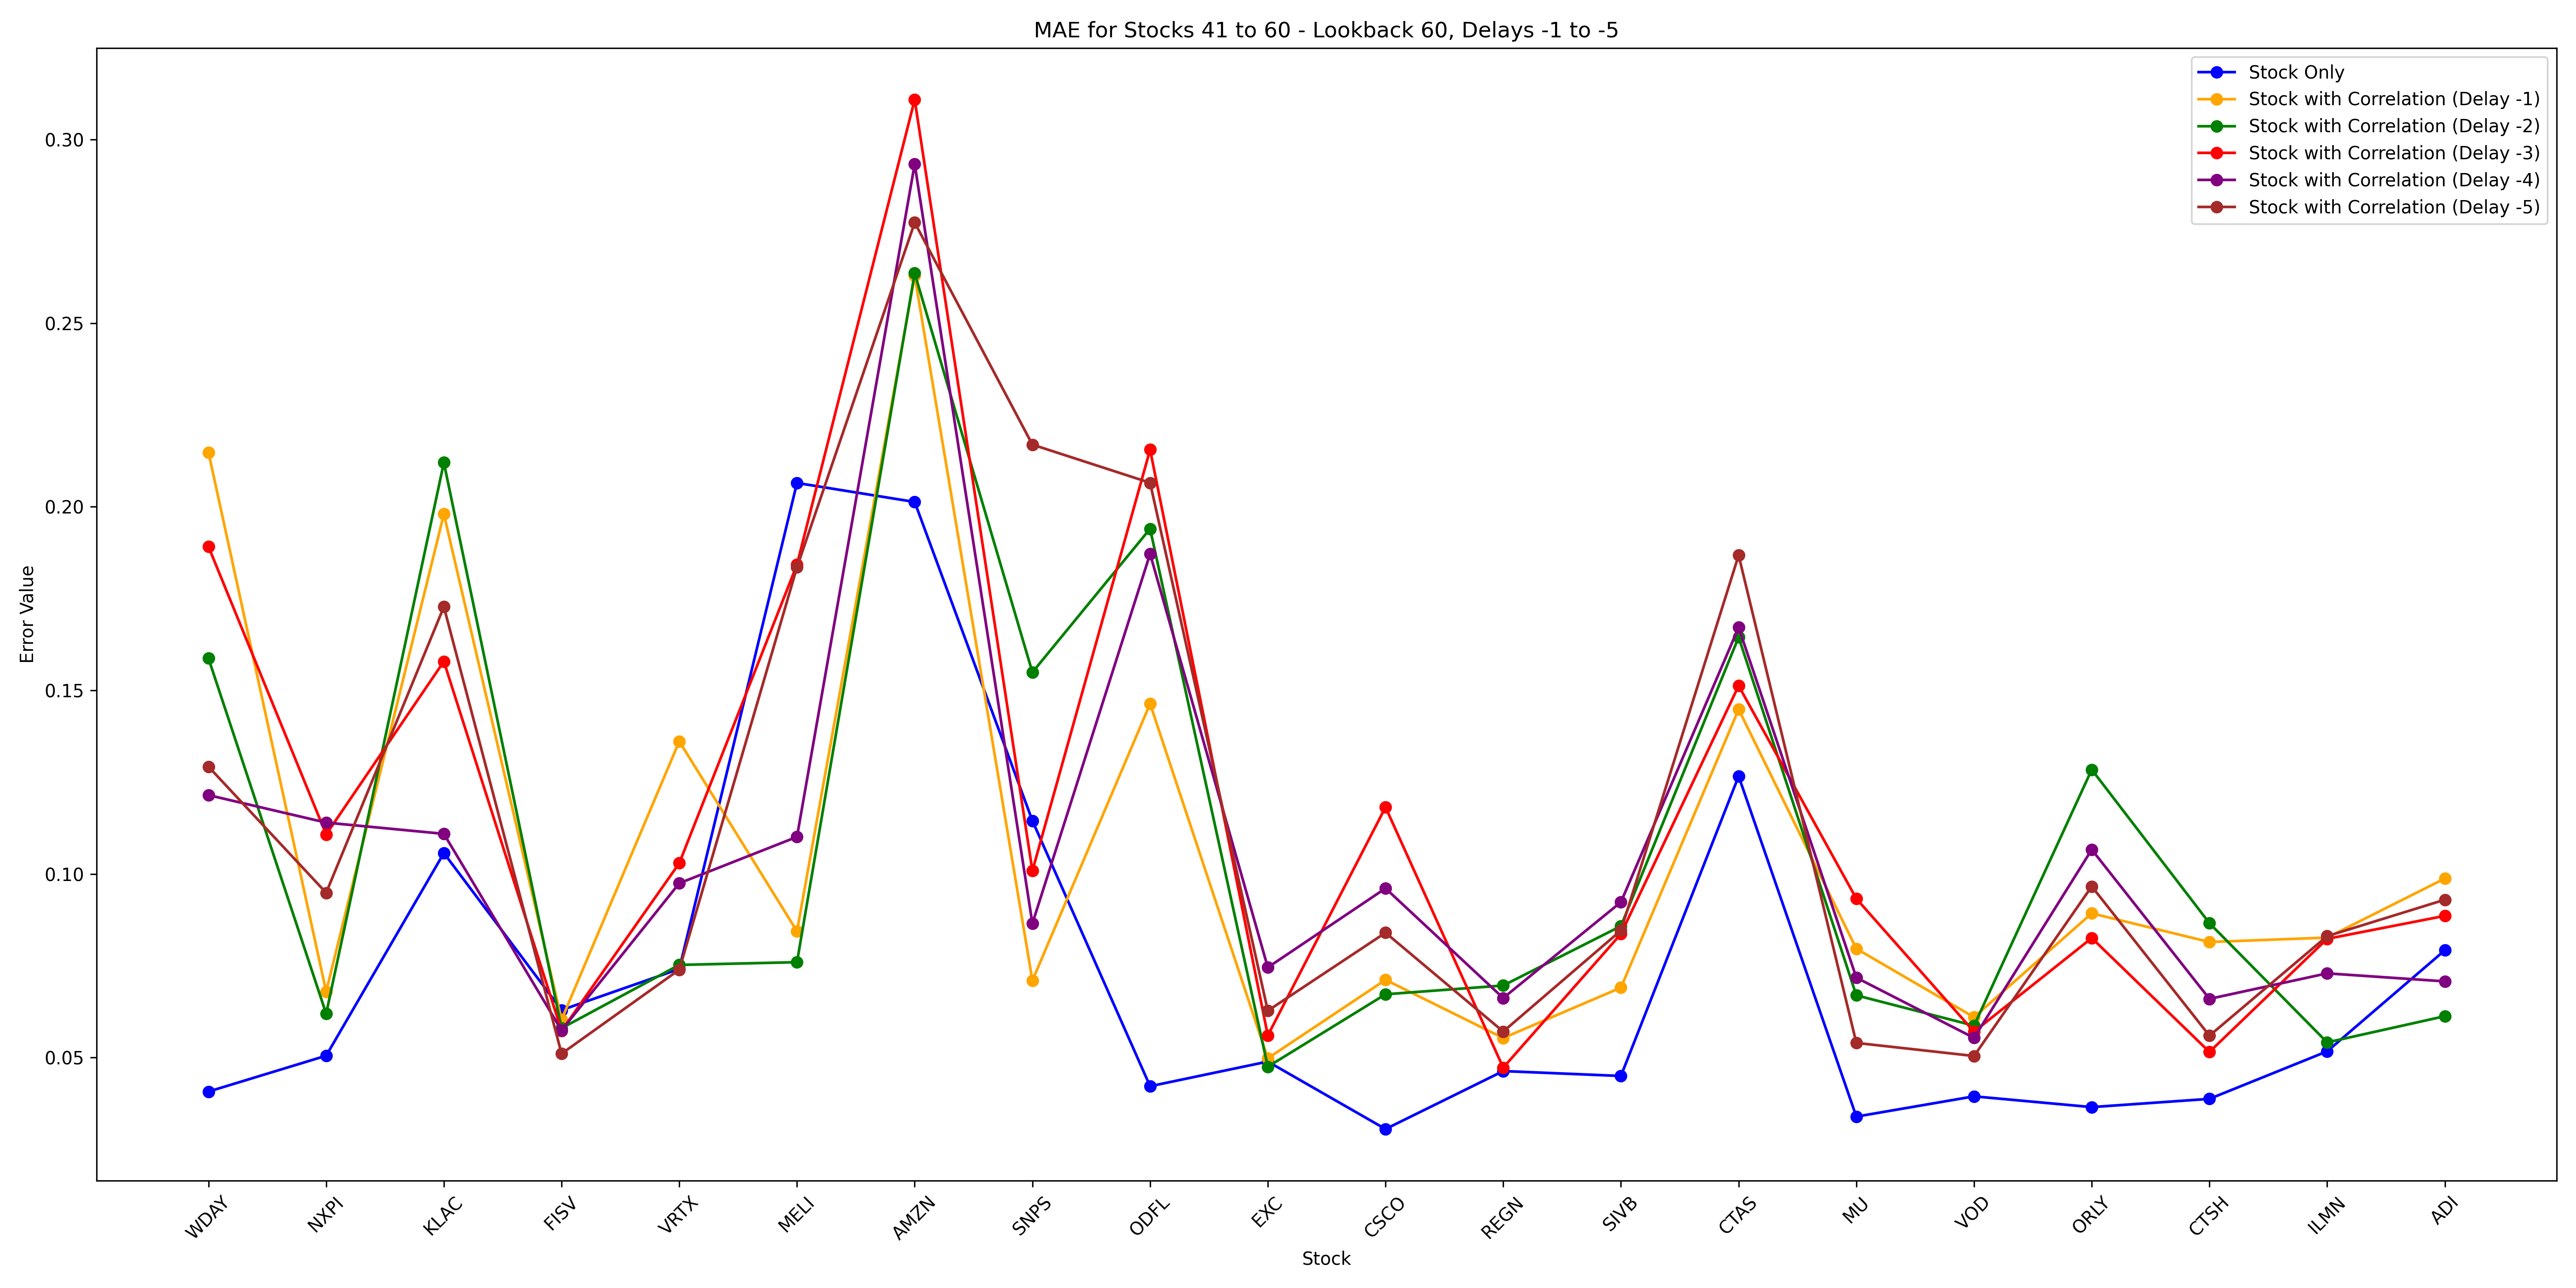 MAE for Stocks 41 to 60 - Lookback 60, Delays -1 to -5
Stock Only
Stock with Correlation (Delay -1)
Stock with Correlation (Delay -2)
Stock with Correlation (Delay -3)
Stock with Correlation (Delay -4)
Stock with Correlation (Delay -5)
Error Value
0.30
0.25
0.20
0.15
0.10
0.05
WDAY NXPI KLAC FISV VRTX MELI AMZN SNPS ODFL EXC CSCO REGN SIVB CTAS MU VOD ORLY CTSH ILMN ADI
Stock